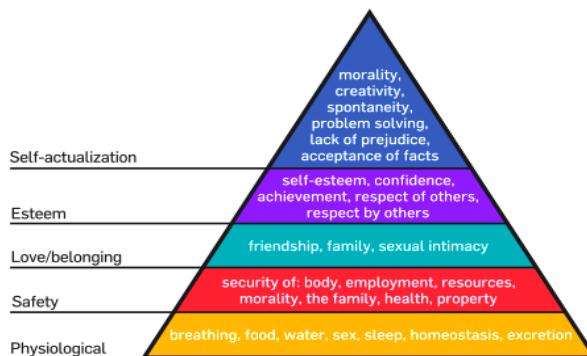 morality,
creativity,
spontaneity,
problem solving,
lack of prejudice,
acceptance of facts
Self-actualization
self-esteem, confidence,
achievement, respect of others,
respect by others
Esteem
friendship, family, sexual intimacy
Love/belonging
security of: body, employment, resources,
morality, the family, health, property
Safety
breathing, food, water, sex, sleep, homeostasis, excretion
Physiological